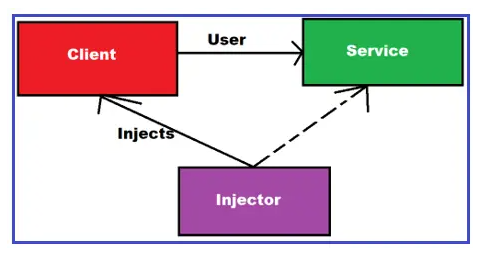 User
Client
Service
Injects
Injector